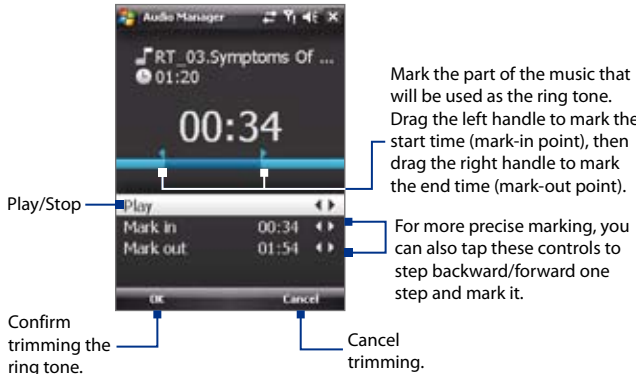 Audio Manager
RT_03.Symptoms Of ...
01:20
00:34
Play
Mark in 00:34
Mark out 01:54
OK Cancel
Mark the part of the music that
will be used as the ring tone.
Drag the left handle to mark the
start time (mark-in point), then
drag the right handle to mark
the end time (mark-out point).
Play/Stop
For more precise marking, you
can also tap these controls to
step backward/forward one
step and mark it.
Confirm
trimming the
ring tone.
Cancel
trimming.